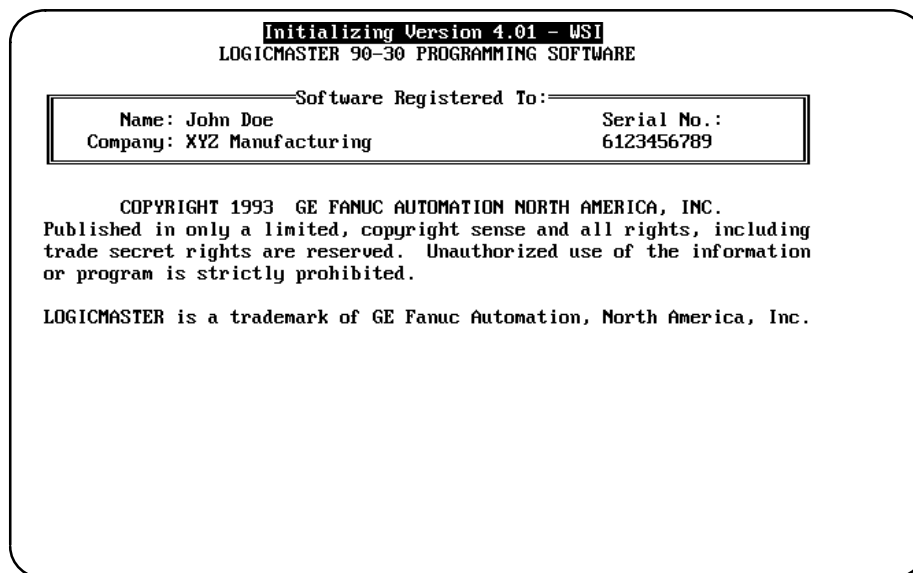 Initializing Version 4.01 - WSI
LOGICMASTER 90-30 PROGRAMMING SOFTWARE
Software Registered To:
Name: John Doe Serial No.:
Company: XYZ Manufacturing 6123456789
COPYRIGHT 1993 GE FANUC AUTOMATION NORTH AMERICA, INC.
Published in only a limited, copyright sense and all rights, including
trade secret rights are reserved. Unauthorized use of the information
or program is strictly prohibited.
LOGICMASTER is a trademark of GE Fanuc Automation, North America, Inc.